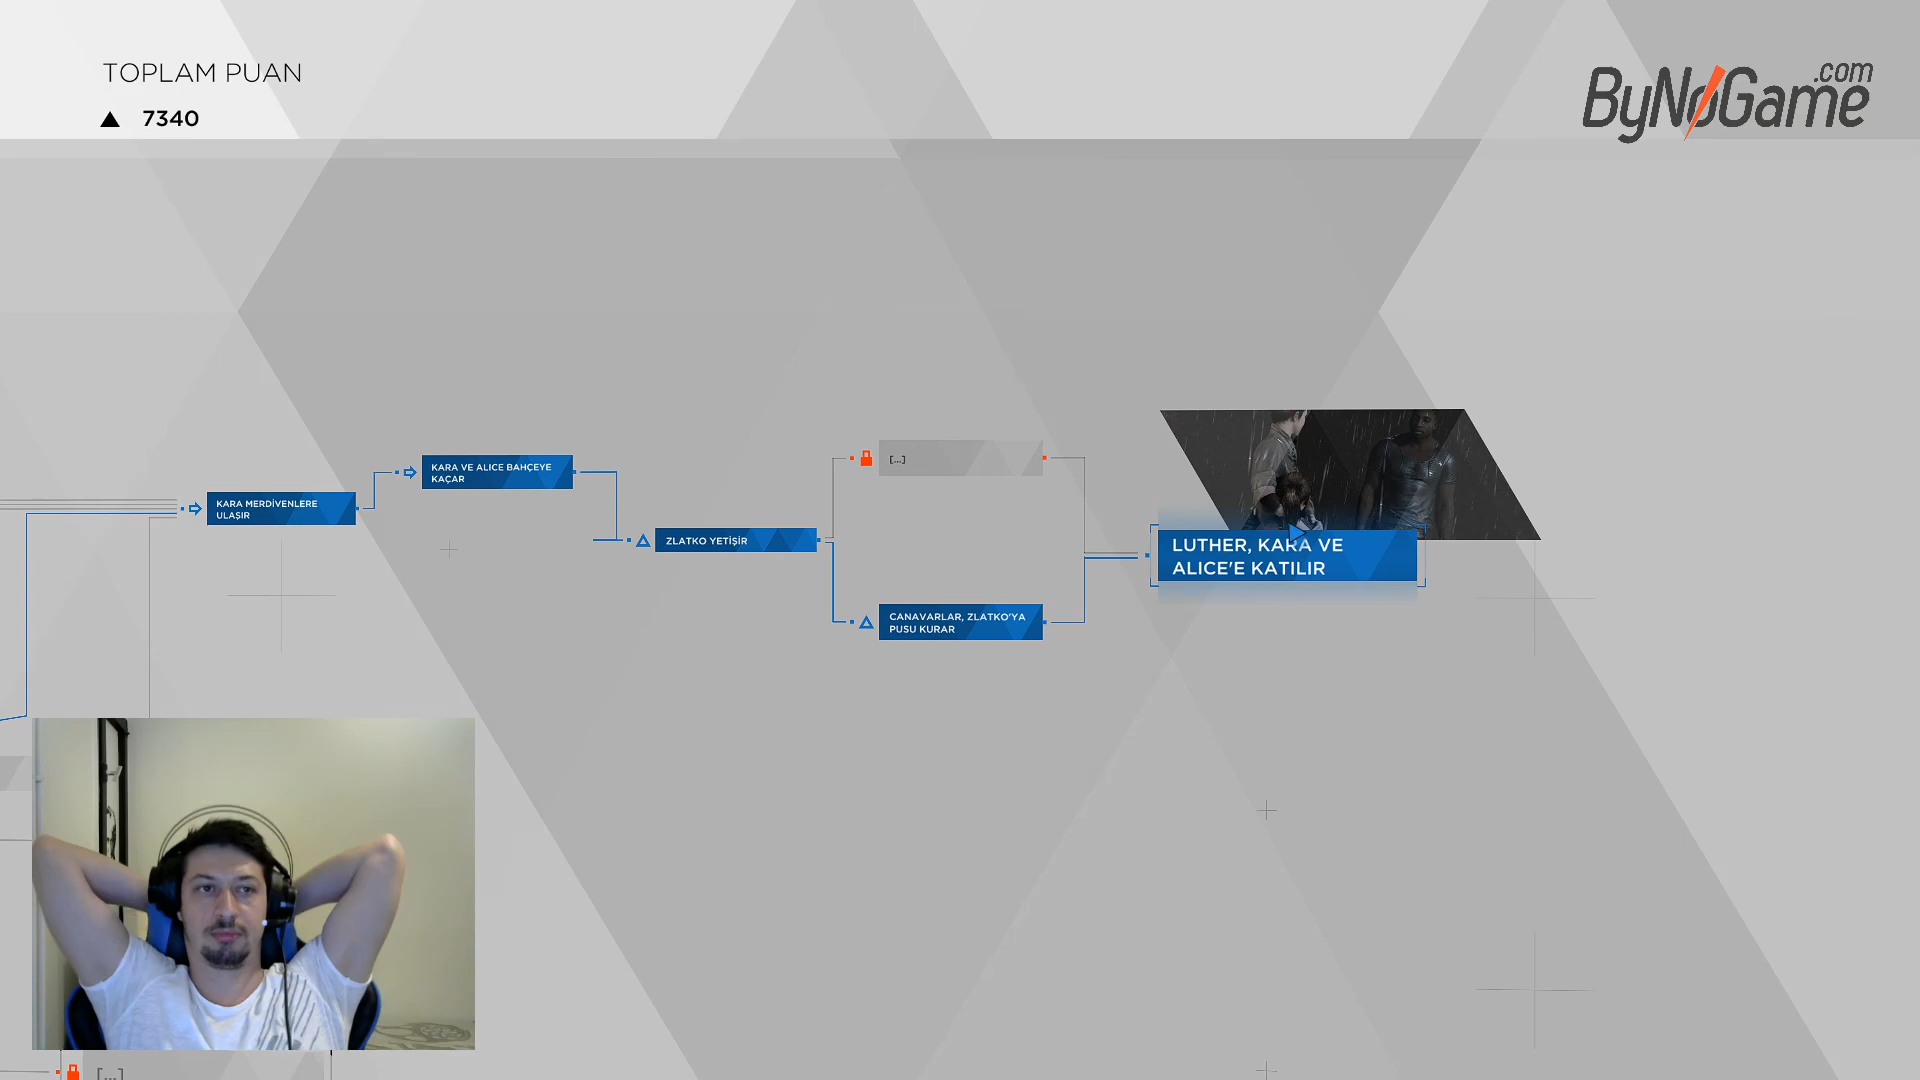 TOPLAM PUAN
7340
ByNoGame.com
KARA VE ALICE BAHÇEYE
KAÇAR
KARA MERDİVENLERE
ULAŞIR
ZLATKO YETİŞİR
[...]
LUTHER, KARA VE
ALICE'E KATILIR
CANAVARLAR, ZLATKO'YA
PUSU KURAR
[...]